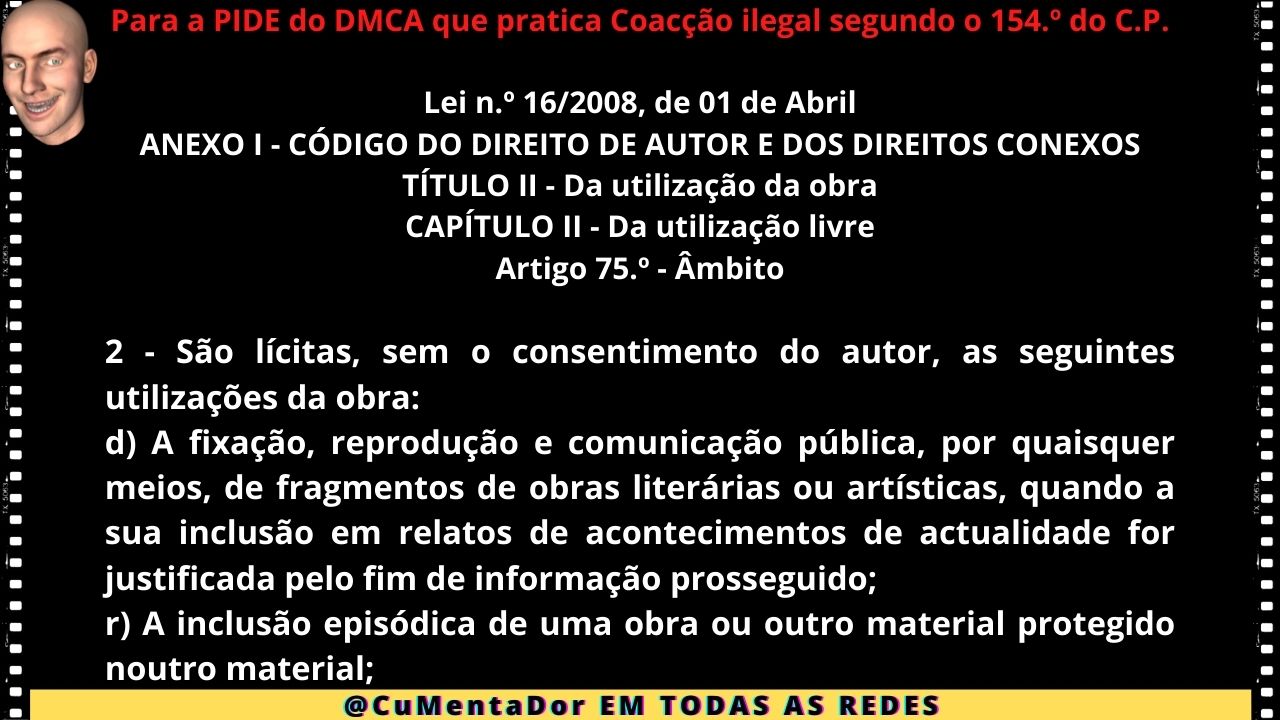 Para a PIDE do DMCA que pratica Coacção ilegal segundo o 154.º do C.P.
Lei n.º 16/2008, de 01 de Abril
ANEXO I - CÓDIGO DO DIREITO DE AUTOR E DOS DIREITOS CONEXOS
TÍTULO II - Da utilização da obra
CAPÍTULO II - Da utilização livre
Artigo 75.º - Âmbito
2 - São lícitas, sem o consentimento do autor, as seguintes
utilizações da obra:
d) A fixação, reprodução e comunicação pública, por quaisquer
meios, de fragmentos de obras literárias ou artísticas, quando a
sua inclusão em relatos de acontecimentos de actualidade for
justificada pelo fim de informação prosseguido;
r) A inclusão episódica de uma obra ou outro material protegido
noutro material;
@CuMentaDor EM TODAS AS REDES